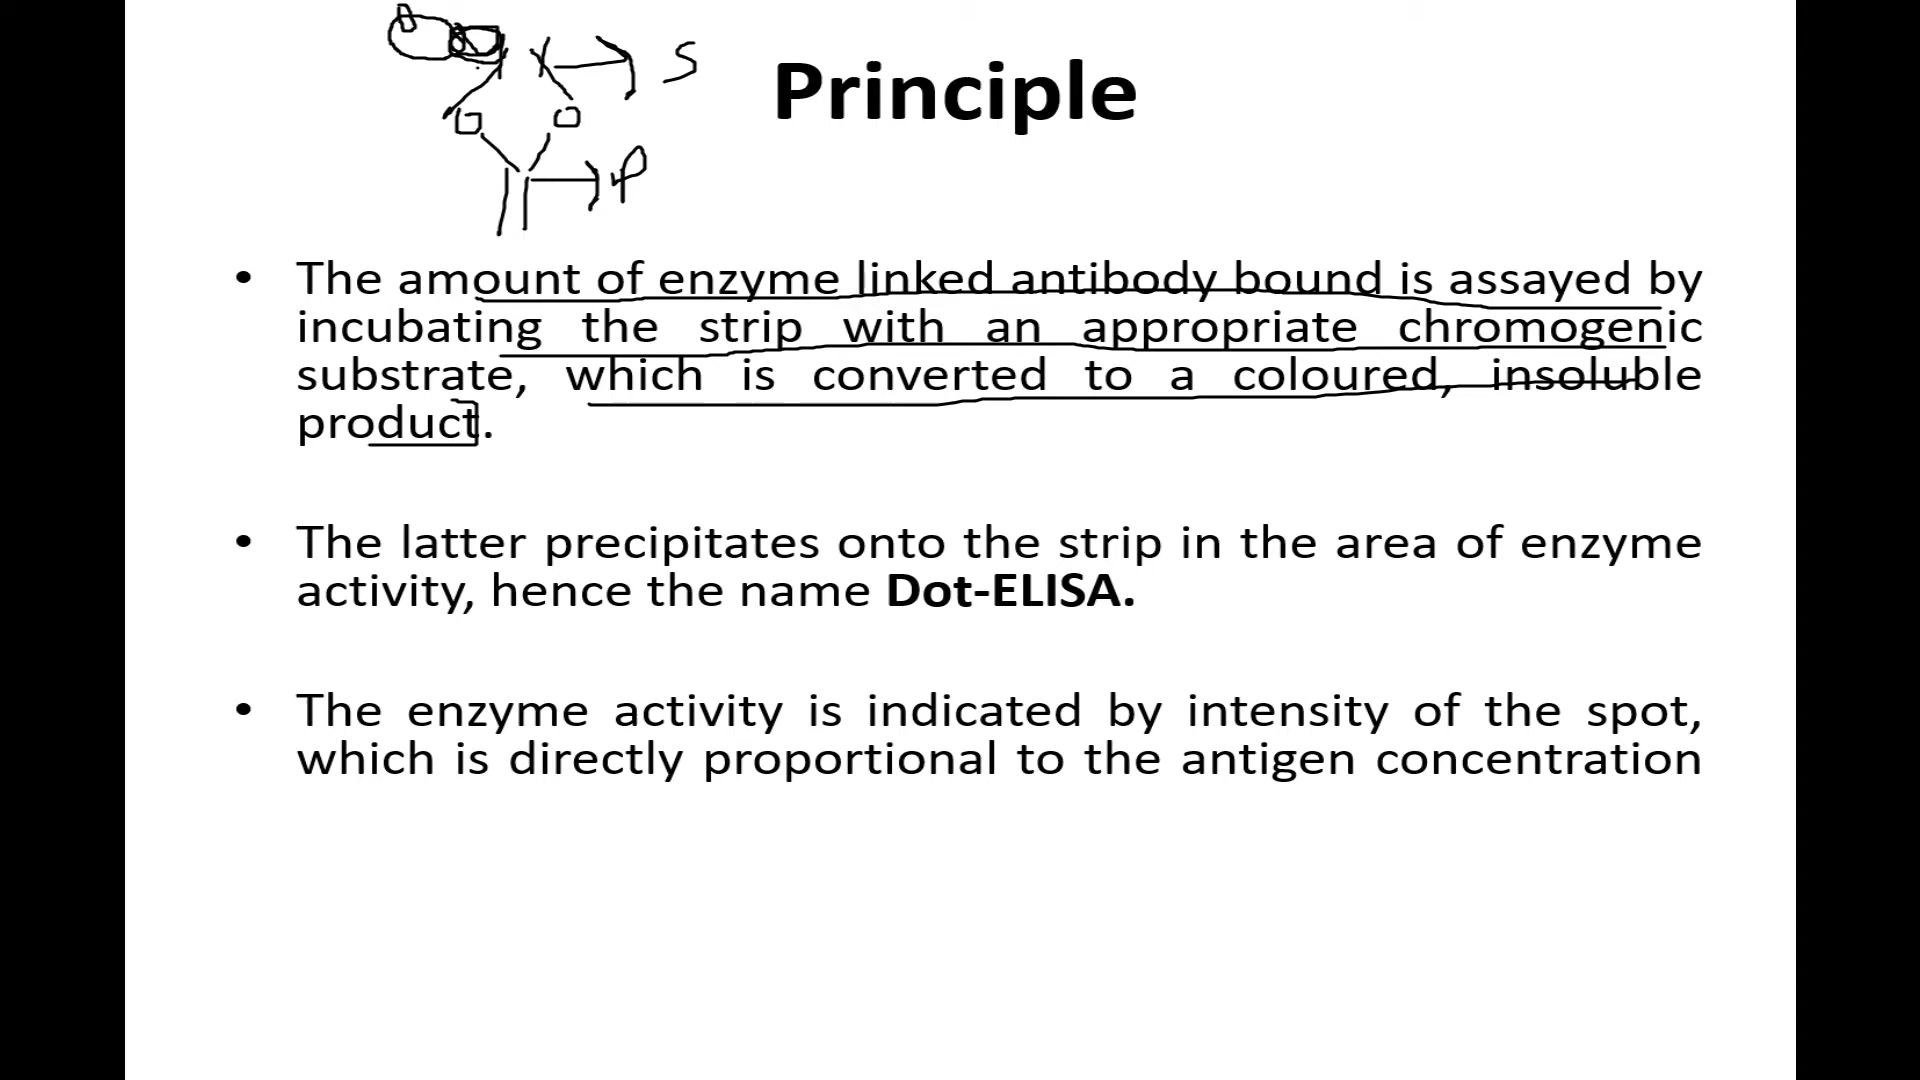 S
Principle
P
• The amount of enzyme linked antibody bound is assayed by
incubating the strip with an appropriate chromogenic
substrate, which is converted to a coloured, insoluble
product.
• The latter precipitates onto the strip in the area of enzyme
activity, hence the name Dot-ELISA.
• The enzyme activity is indicated by intensity of the spot,
which is directly proportional to the antigen concentration